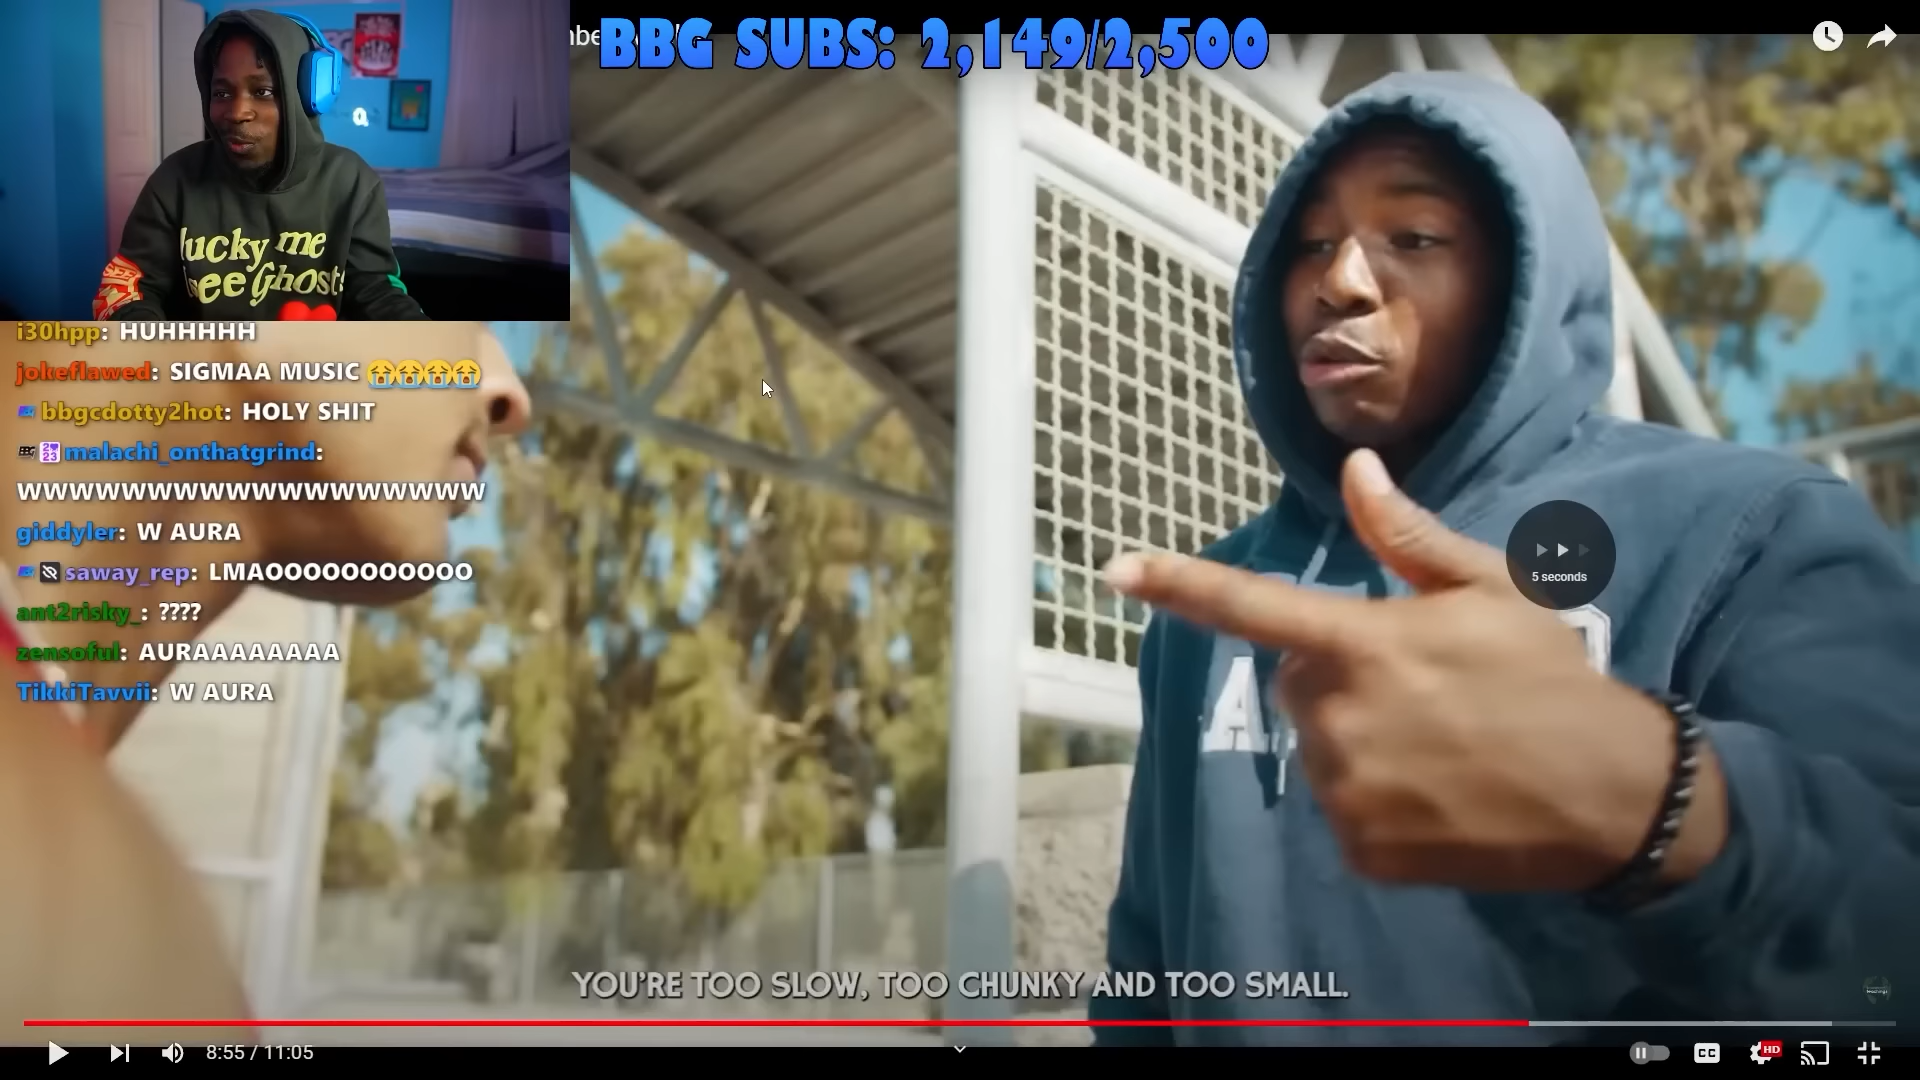 BBG SUBS: 2,149/2,500
lucky me
see Ghosts
i30hpp: HUHHHHH
jokeflawed: SIGMAA MUSIC 😭😭😭😭
bbgcdotty2hot: HOLY SHIT
malachi_onthatgrind:
WWWWWWWWWWWWWWWWWW
giddyler: W AURA
saway_rep: LMAOOOOOOOOOOO
ant2risky_: ????
zensoful: AURAAAAAAAA
TikkiTavvii: W AURA
5 seconds
YOU'RE TOO SLOW, TOO CHUNKY AND TOO SMALL.
8:55 / 11:05
CC
HD